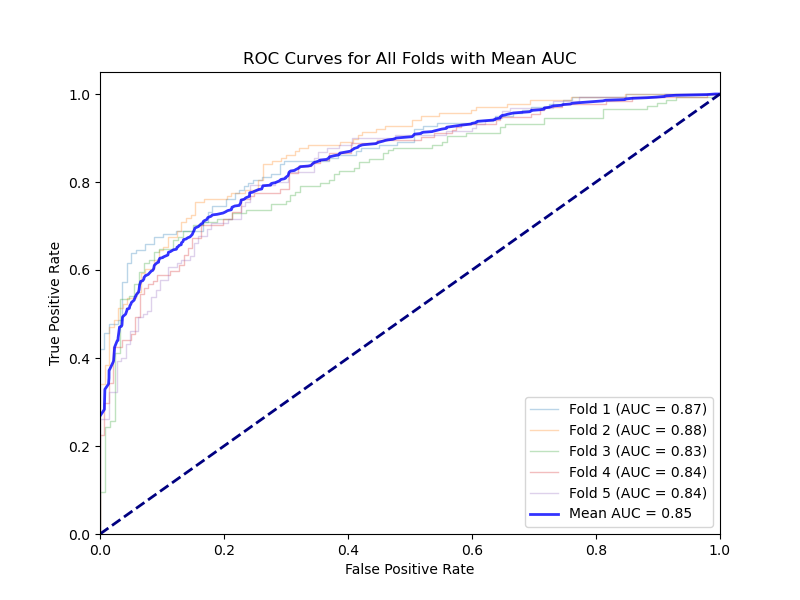 ROC Curves for All Folds with Mean AUC
True Positive Rate
1.0
0.8
0.6
0.4
0.2
0.0
Fold 1 (AUC = 0.87)
Fold 2 (AUC = 0.88)
Fold 3 (AUC = 0.83)
Fold 4 (AUC = 0.84)
Fold 5 (AUC = 0.84)
Mean AUC = 0.85
0.0 0.2 0.4 0.6 0.8 1.0
False Positive Rate